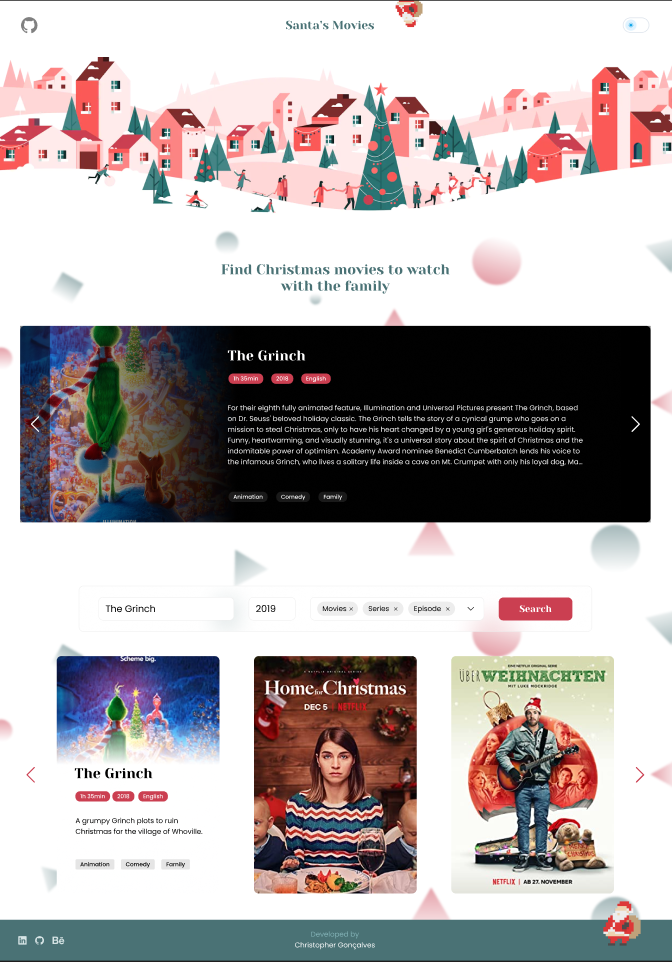 Santa's Movies
Find Christmas movies to watch
with the family
The Grinch
1h 35min 2018 English
For their eighth fully animated feature, Illumination and Universal Pictures present The Grinch, based
on Dr. Seuss' beloved holiday classic. The Grinch tells the story of a cynical grump who goes on a
mission to steal Christmas, only to have his heart changed by a young girl's generous holiday spirit.
Funny, heartwarming, and visually stunning, it's a universal story about the spirit of Christmas and the
indomitable power of optimism. Academy Award nominee Benedict Cumberbatch lends his voice to
the infamous Grinch, who lives a solitary life inside a cave on Mt. Crumpet with only his loyal dog, Ma...
Animation Comedy Family
The Grinch 2019 Movies × Series × Episode × Search
Scheme big.
The Grinch
1h 35min 2018 English
A grumpy Grinch plots to ruin
Christmas for the village of Whoville.
Animation Comedy Family
A NETFLIX ORIGINAL SERIES
Home for Christmas
DEC 5 | NETFLIX
EINE NETFLIX ORIGINAL SERIE
ÜBERWEIHNACHTEN
MIT LUKE MOCKRIDGE
NETFLIX | AB 27. NOVEMBER
Bē
Developed by
Christopher Gonçalves